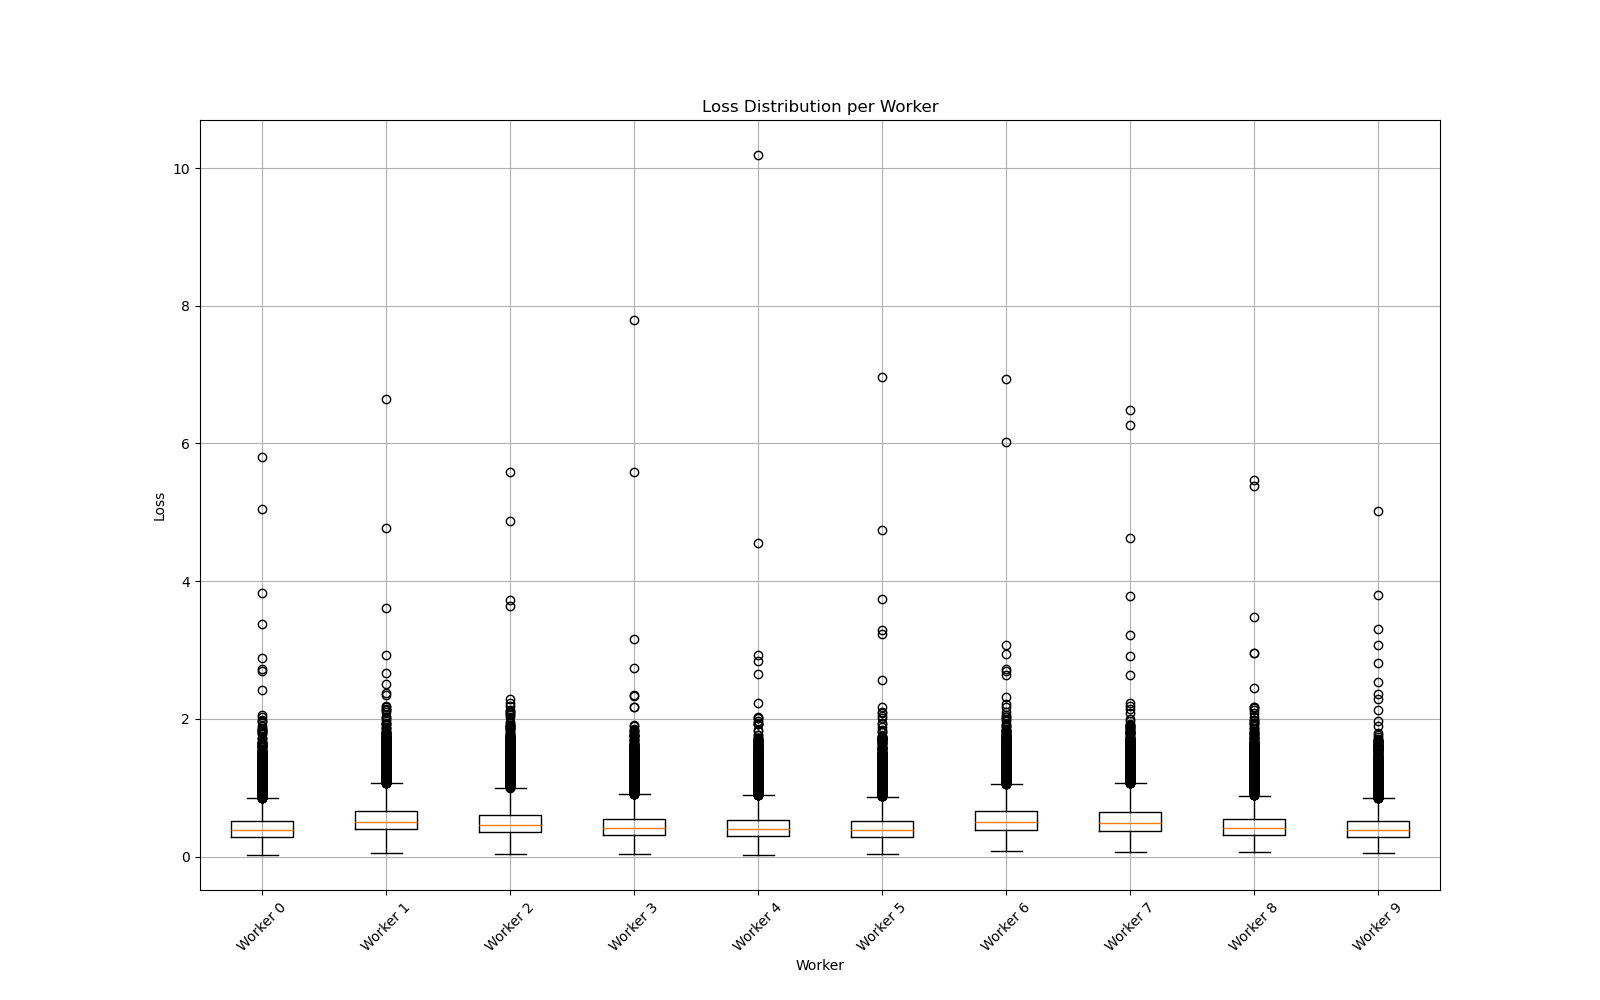 Loss Distribution per Worker
10
8
6
4
2
0
Loss
Worker 0
Worker 1
Worker 2
Worker 3
Worker 4
Worker 5
Worker 6
Worker 7
Worker 8
Worker 9
Worker